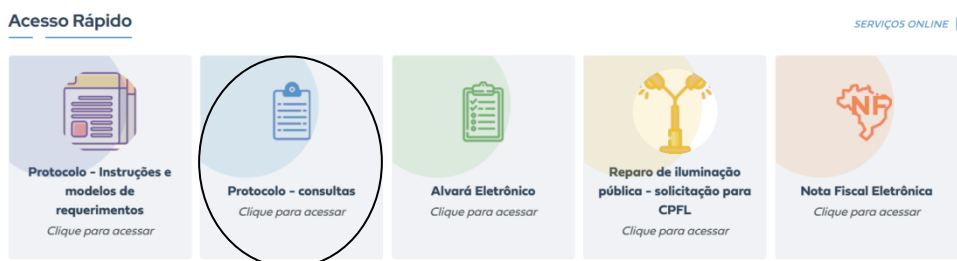 Acesso Rápido
SERVIÇOS ONLINE
Protocolo - Instruções e
modelos de
requerimentos
Clique para acessar
Protocolo - consultas
Clique para acessar
Alvará Eletrônico
Clique para acessar
Reparo de iluminação
pública - solicitação para
CPFL
Clique para acessar
NF
Nota Fiscal Eletrônica
Clique para acessar